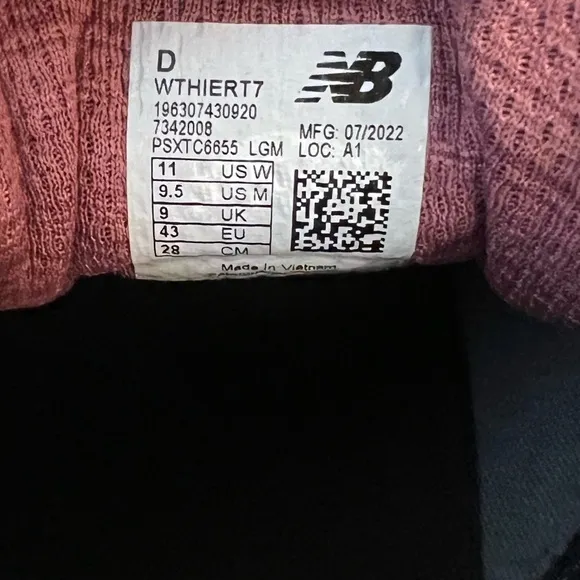 D
WTHIERT7
196307430920
7342008
PSXTC6655 LGM
NB
MFG: 07/2022
LOC: A1
11 US W
9.5 US M
9 UK
43 EU
28 CM
Made In Vietnam